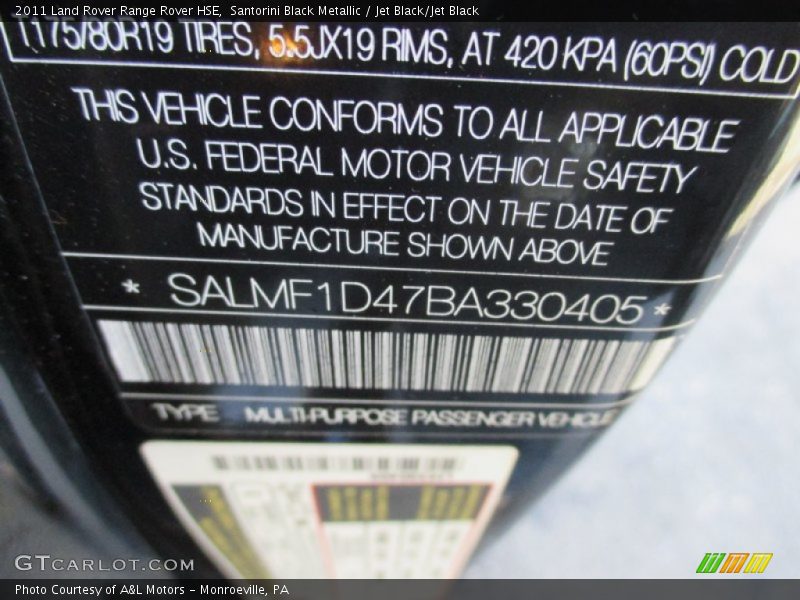 2011 Land Rover Range Rover HSE, Santorini Black Metallic / Jet Black/Jet Black
T175/80R19 TIRES, 5.5JX19 RIMS, AT 420 KPA (60PSI) COLD
THIS VEHICLE CONFORMS TO ALL APPLICABLE
U.S. FEDERAL MOTOR VEHICLE SAFETY
STANDARDS IN EFFECT ON THE DATE OF
MANUFACTURE SHOWN ABOVE
* SALMF1D47BA330405 *
TYPE MULTI-PURPOSE PASSENGER VEHICLE
GTCARLOT.COM
Photo Courtesy of A&L Motors – Monroeville, PA